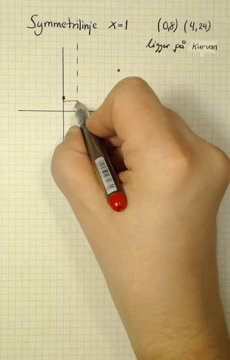 Symmetrilinje x=1 (0,8) (4,24)
ligger på kurvan